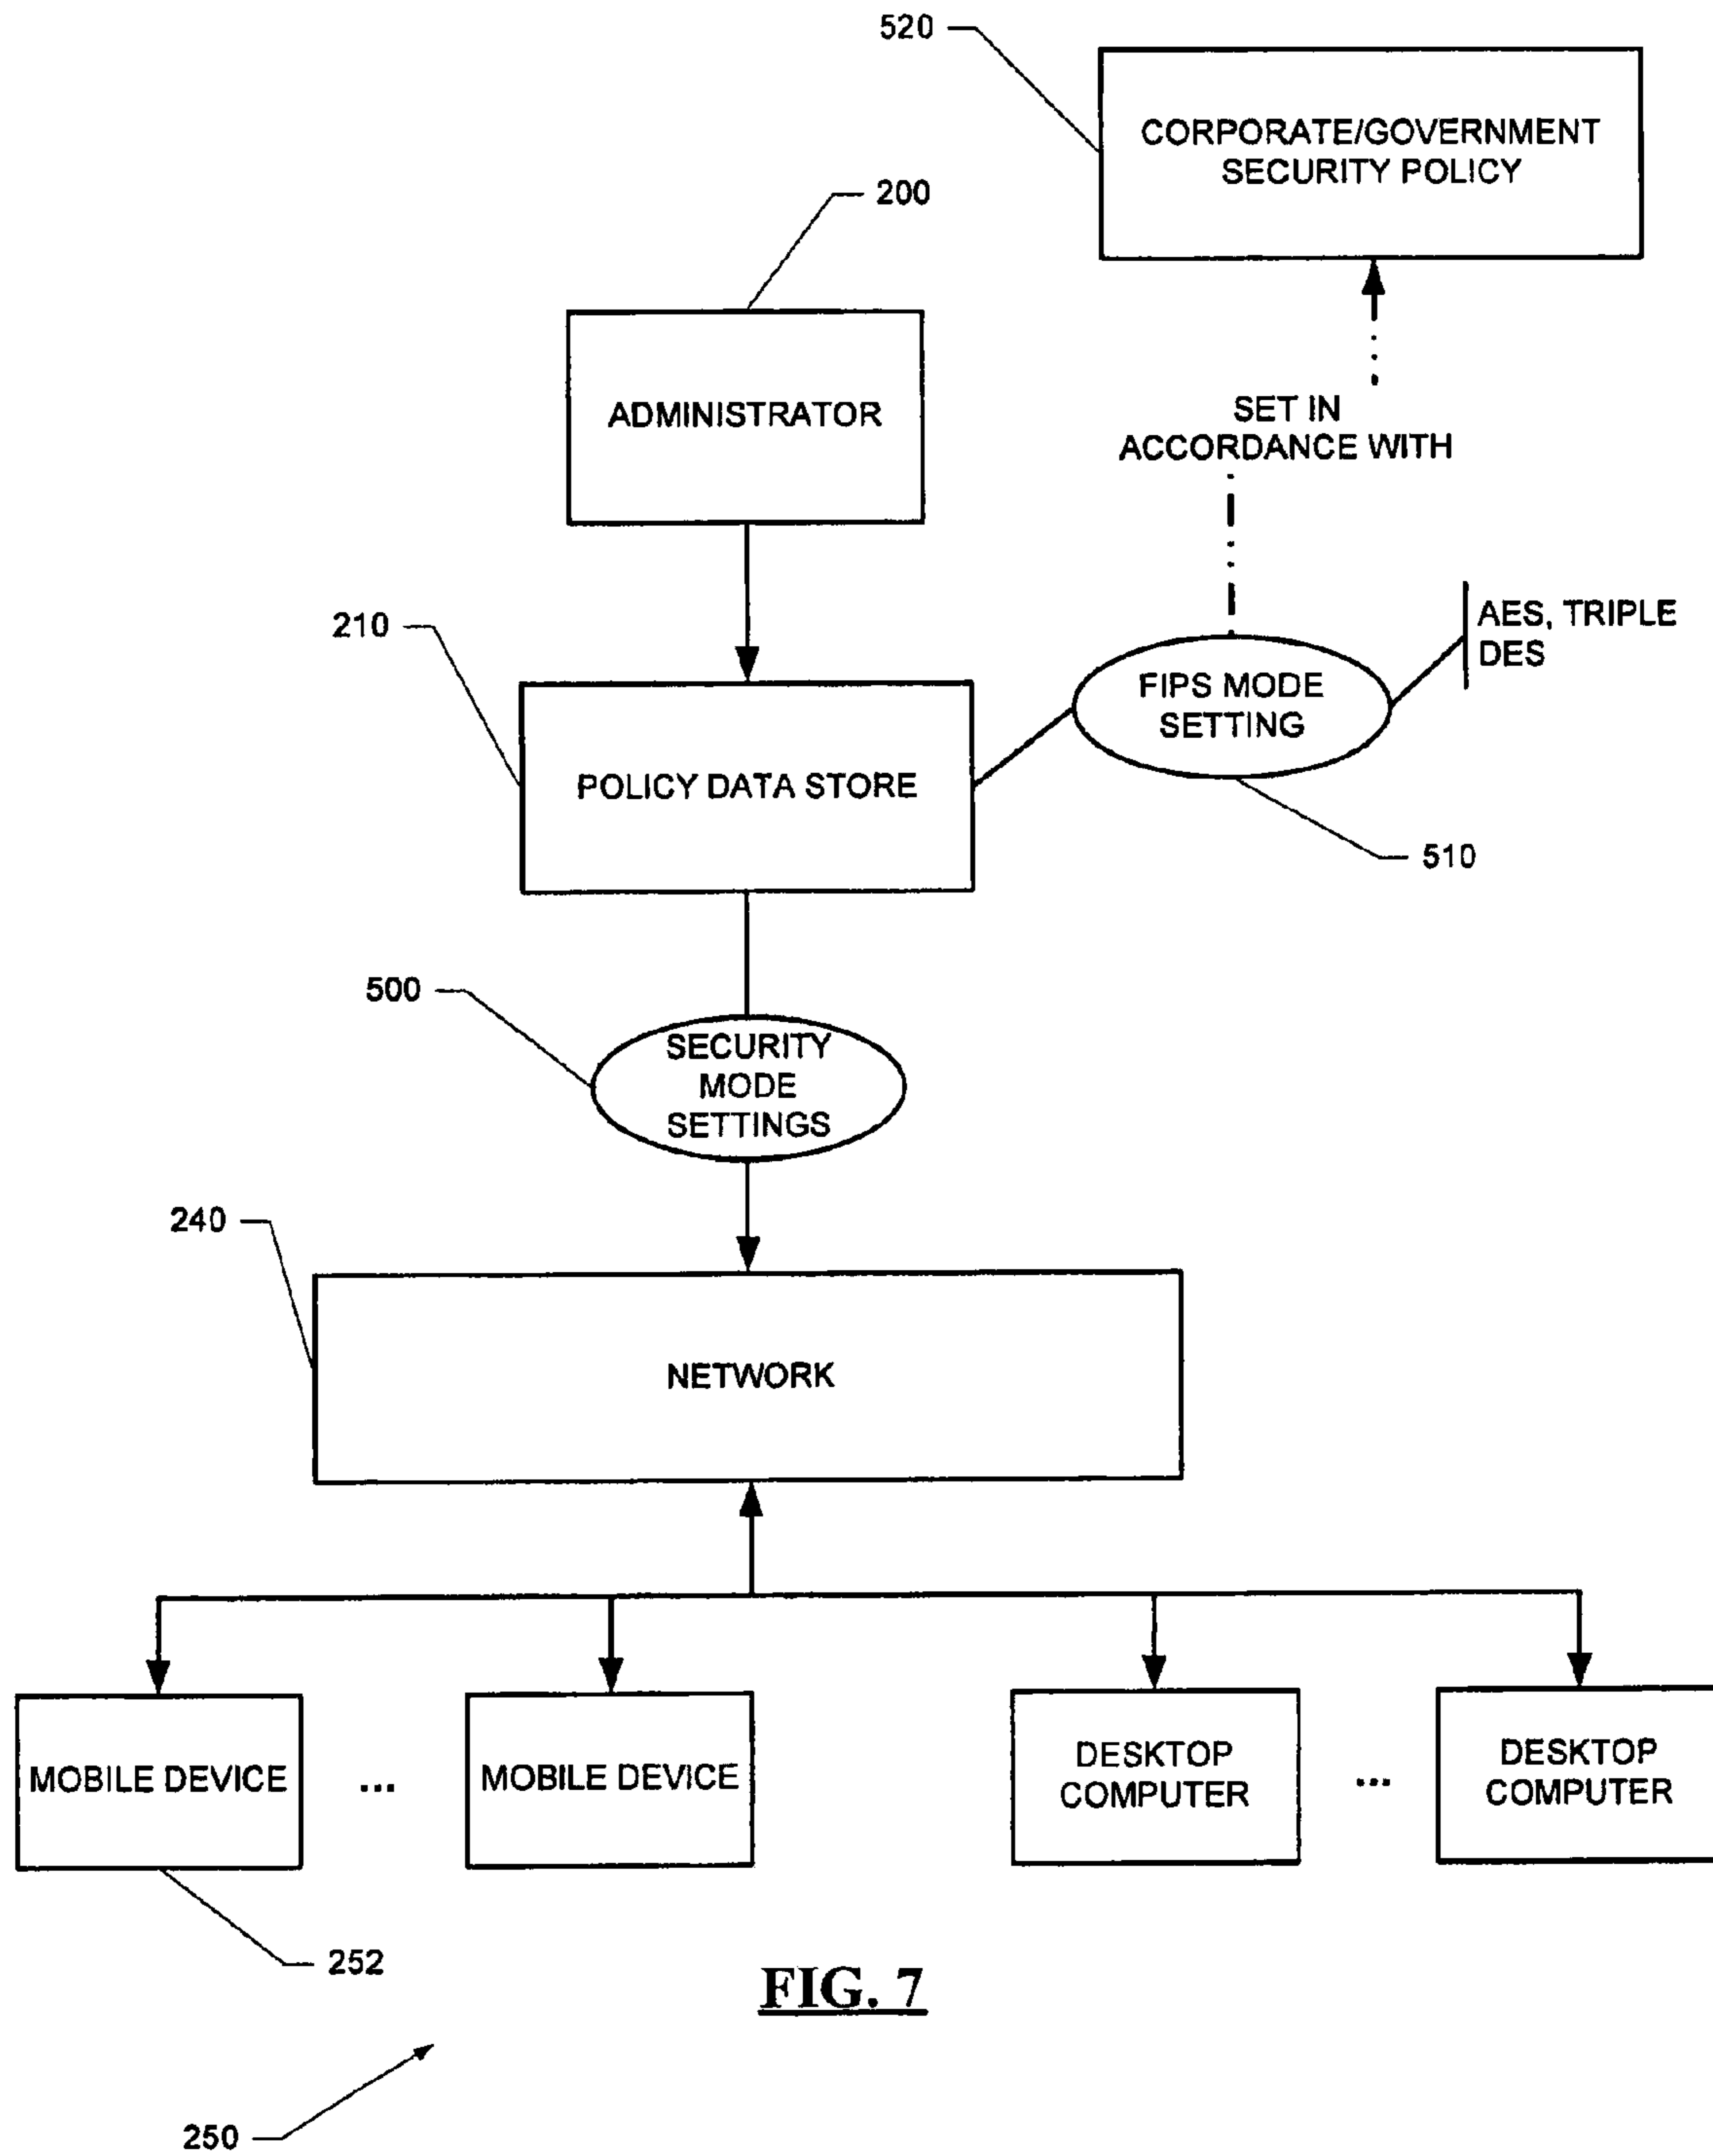 520
CORPORATE/GOVERNMENT
SECURITY POLICY
200
ADMINISTRATOR
SET IN
ACCORDANCE WITH
210
AES, TRIPLE
DES
FIPS MODE
SETTING
POLICY DATA STORE
510
500
SECURITY
MODE
SETTINGS
240
NETWORK
MOBILE DEVICE
...
MOBILE DEVICE
DESKTOP
COMPUTER
...
DESKTOP
COMPUTER
252
FIG. 7
250